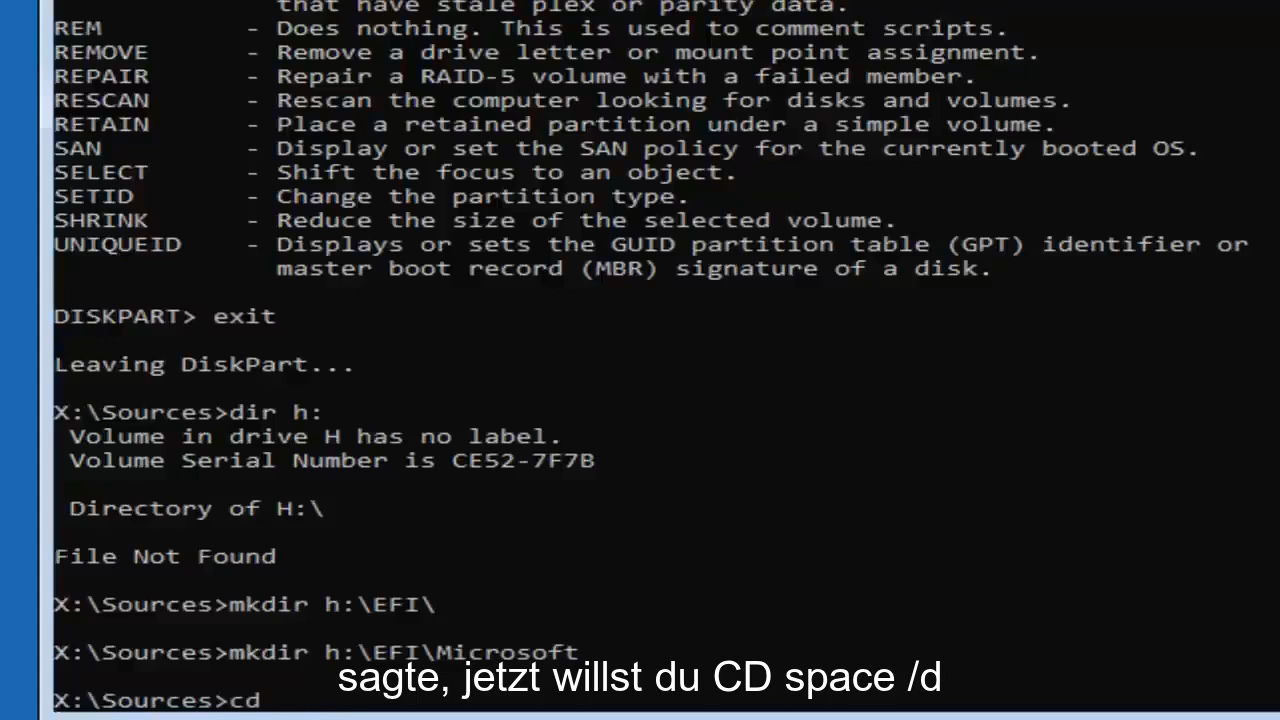 that have stale plex or parity data.
REM - Does nothing. This is used to comment scripts.
REMOVE - Remove a drive letter or mount point assignment.
REPAIR - Repair a RAID-5 volume with a failed member.
RESCAN - Rescan the computer looking for disks and volumes.
RETAIN - Place a retained partition under a simple volume.
SAN - Display or set the SAN policy for the currently booted OS.
SELECT - Shift the focus to an object.
SETID - Change the partition type.
SHRINK - Reduce the size of the selected volume.
UNIQUEID - Displays or sets the GUID partition table (GPT) identifier or
master boot record (MBR) signature of a disk.
DISKPART> exit
Leaving DiskPart...
X:\Sources>dir h:
Volume in drive H has no label.
Volume Serial Number is CE52-7F7B
Directory of H:\
File Not Found
X:\Sources>mkdir h:\EFI\
X:\Sources>mkdir h:\EFI\Microsoft
sagte, jetzt willst du CD space /d
X:\Sources>cd